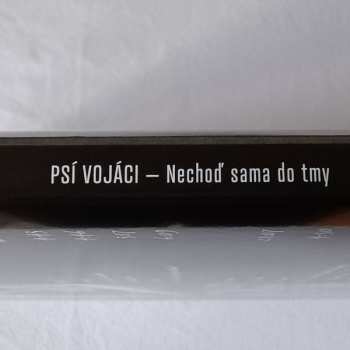 PSÍ VOJÁCI – Nechoď sama do tmy